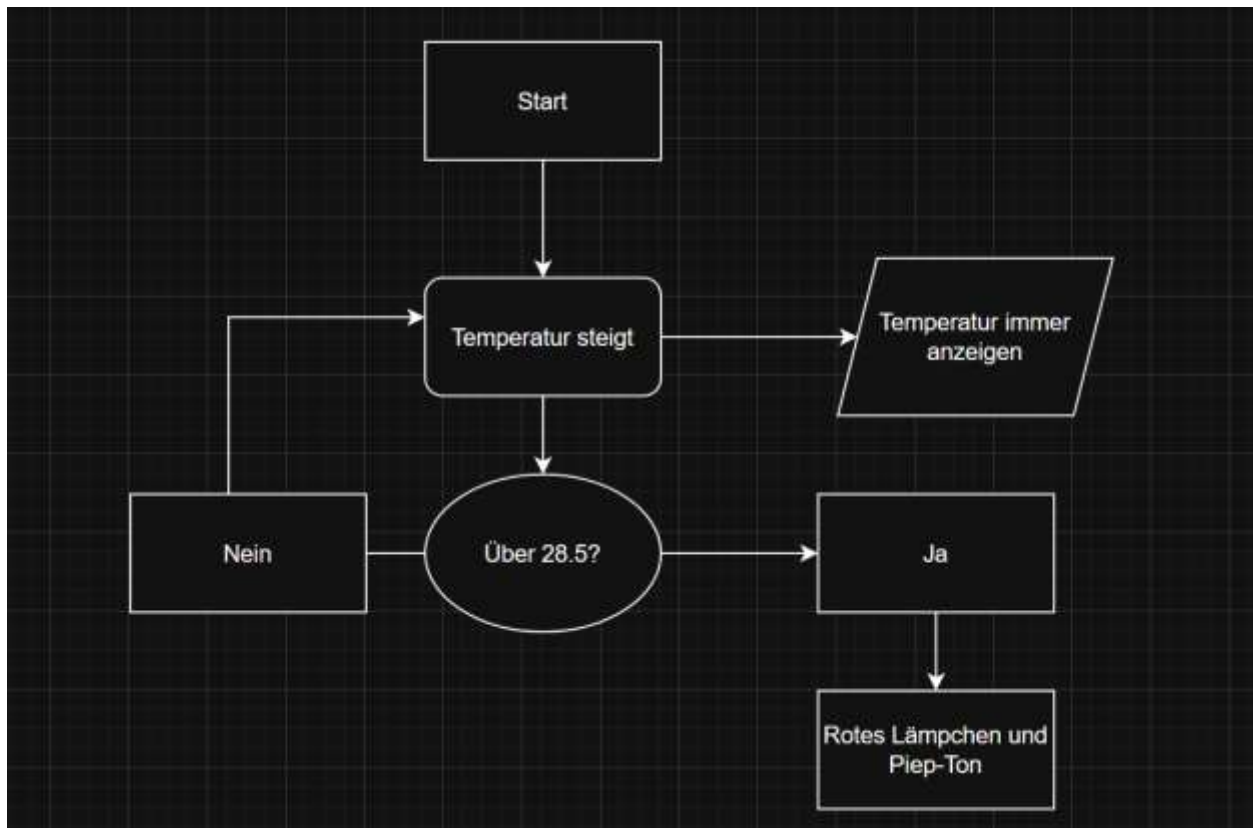 Start
Temperatur steigt
Temperatur immer
anzeigen
Nein
Über 28.5?
Ja
Rotes Lämpchen und
Piep-Ton